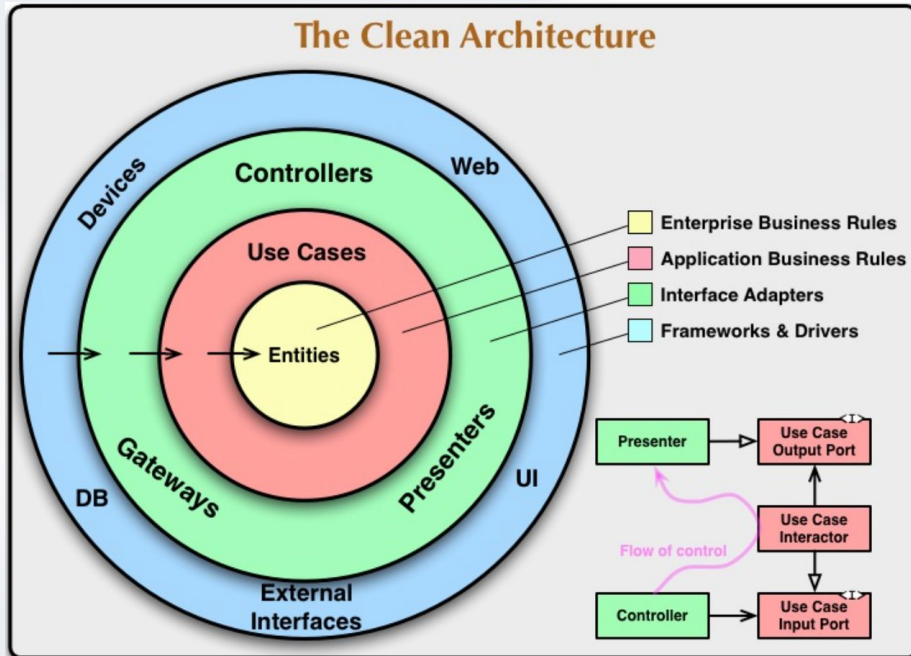 The Clean Architecture
Devices
Controllers
Web
Use Cases
Entities
Gateways
Presenters
DB
UI
External
Interfaces
Enterprise Business Rules
Application Business Rules
Interface Adapters
Frameworks & Drivers
Presenter
<I>
Use Case
Output Port
Flow of control
Use Case
Interactor
Controller
<I>
Use Case
Input Port